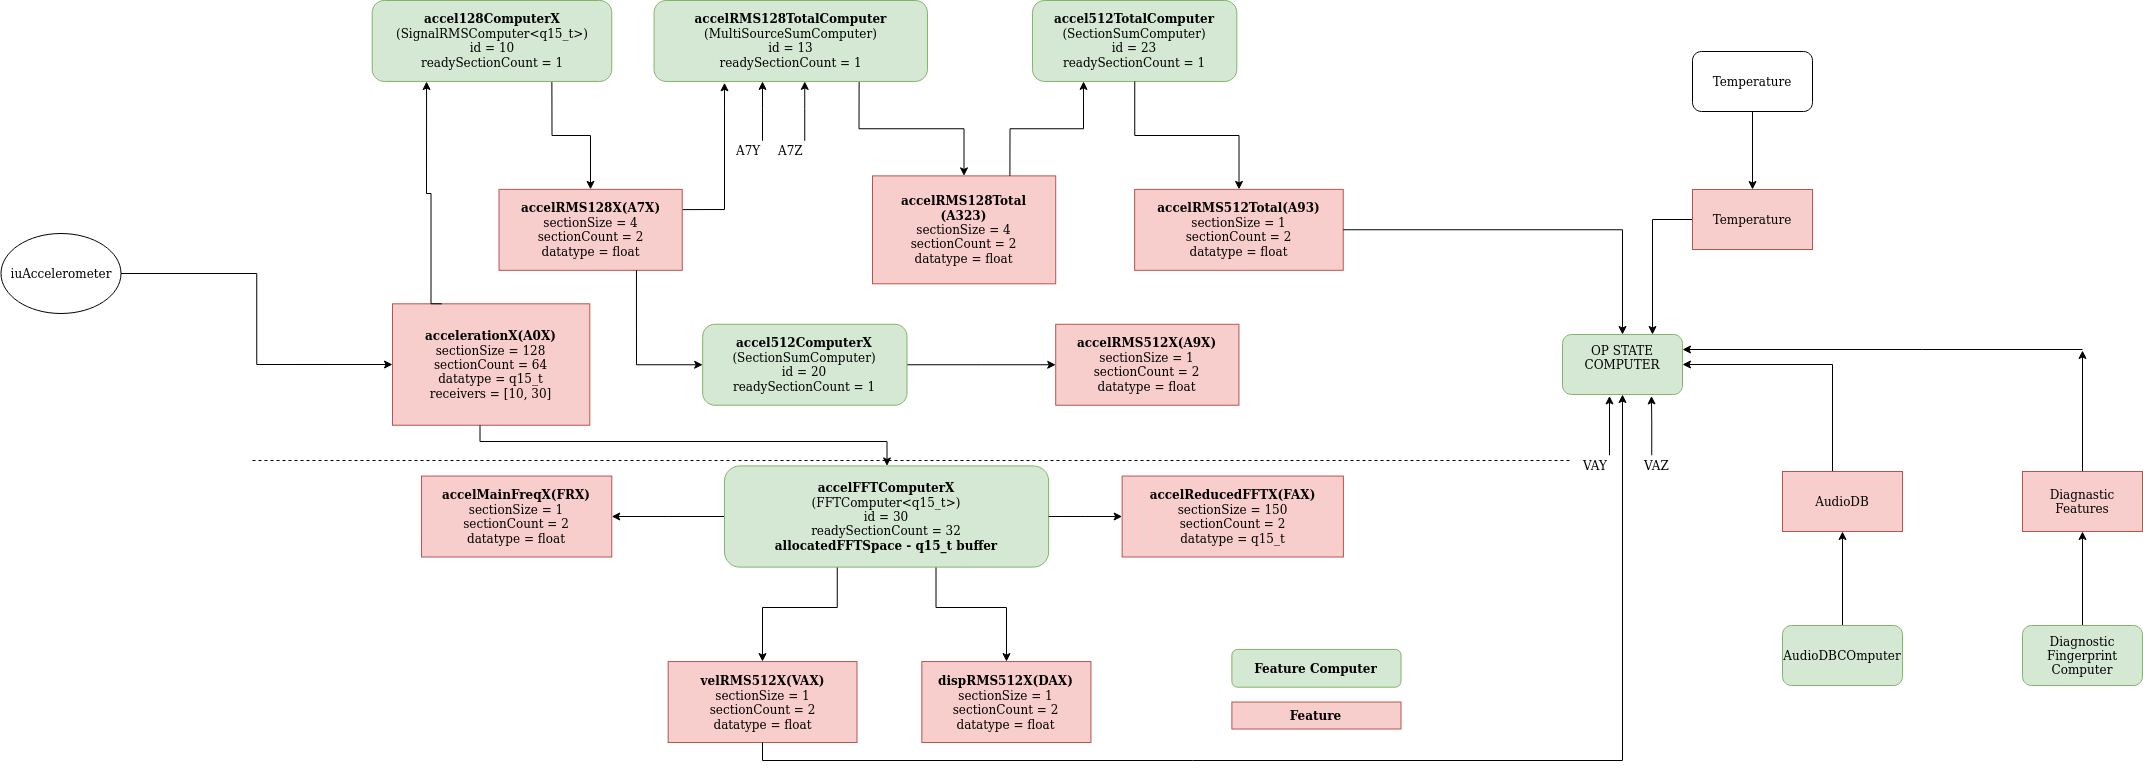 accel128ComputerX
(SignalRMSComputer<q15_t>)
id = 10
readySectionCount = 1
accelRMS128TotalComputer
(MultiSourceSumComputer)
id = 13
readySectionCount = 1
accel512TotalComputer
(SectionSumComputer)
id = 23
readySectionCount = 1
Temperature
A7Y
A7Z
accelRMS128X(A7X)
sectionSize = 4
sectionCount = 2
datatype = float
accelRMS128Total
(A323)
sectionSize = 4
sectionCount = 2
datatype = float
accelRMS512Total(A93)
sectionSize = 1
sectionCount = 2
datatype = float
Temperature
iuAccelerometer
accelerationX(A0X)
sectionSize = 128
sectionCount = 64
datatype = q15_t
receivers = [10, 30]
accel512ComputerX
(SectionSumComputer)
id = 20
readySectionCount = 1
accelRMS512X(A9X)
sectionSize = 1
sectionCount = 2
datatype = float
OP STATE
COMPUTER
VAY
VAZ
accelMainFreqX(FRX)
sectionSize = 1
sectionCount = 2
datatype = float
accelFFTComputerX
(FFTComputer<q15_t>)
id = 30
readySectionCount = 32
allocatedFFTSpace - q15_t buffer
accelReducedFFTX(FAX)
sectionSize = 150
sectionCount = 2
datatype = q15_t
AudioDB
Diagnastic
Features
velRMS512X(VAX)
sectionSize = 1
sectionCount = 2
datatype = float
dispRMS512X(DAX)
sectionSize = 1
sectionCount = 2
datatype = float
Feature Computer
Feature
AudioDBCOmputer
Diagnostic
Fingerprint
Computer